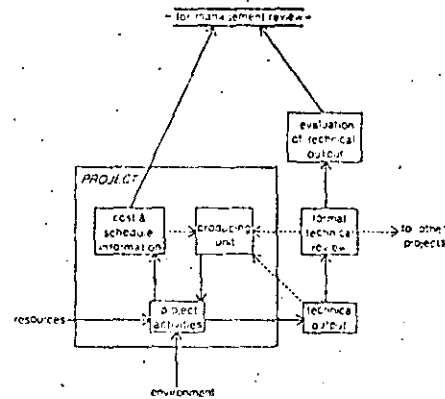 for management review
evaluation
of technical
output
PROJECT
cost &
schedule
information
producing
unit
formal
technical
review
to other
projects
resources
project
activities
technical
output
environment